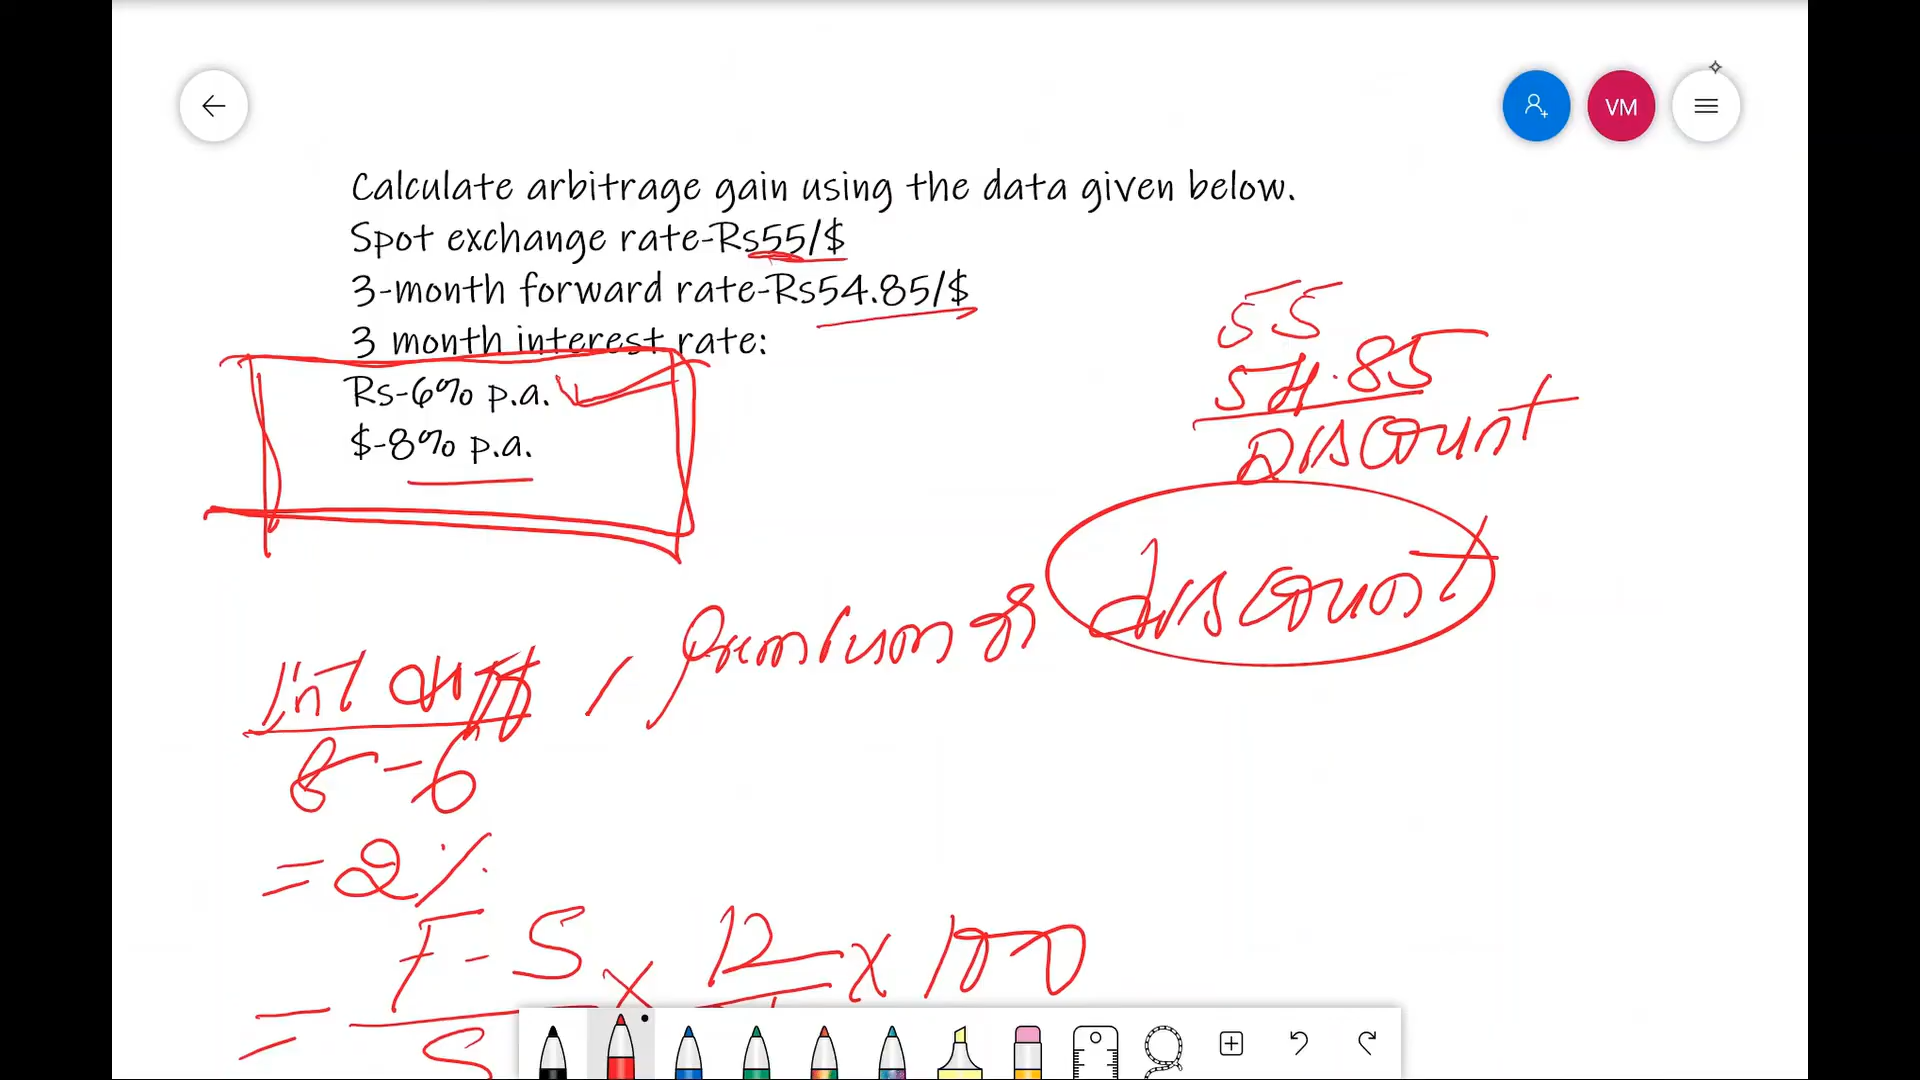 VM
Calculate arbitrage gain using the data given below.
Spot exchange rate-Rs55/$
3-month forward rate-Rs54.85/$
3 month interest rate:
Rs-6% p.a.
$-8% p.a.
55
54.85
Discount
Int diff, Premium or discount
8-6
= 2%
= F-S × 12 × 100
S